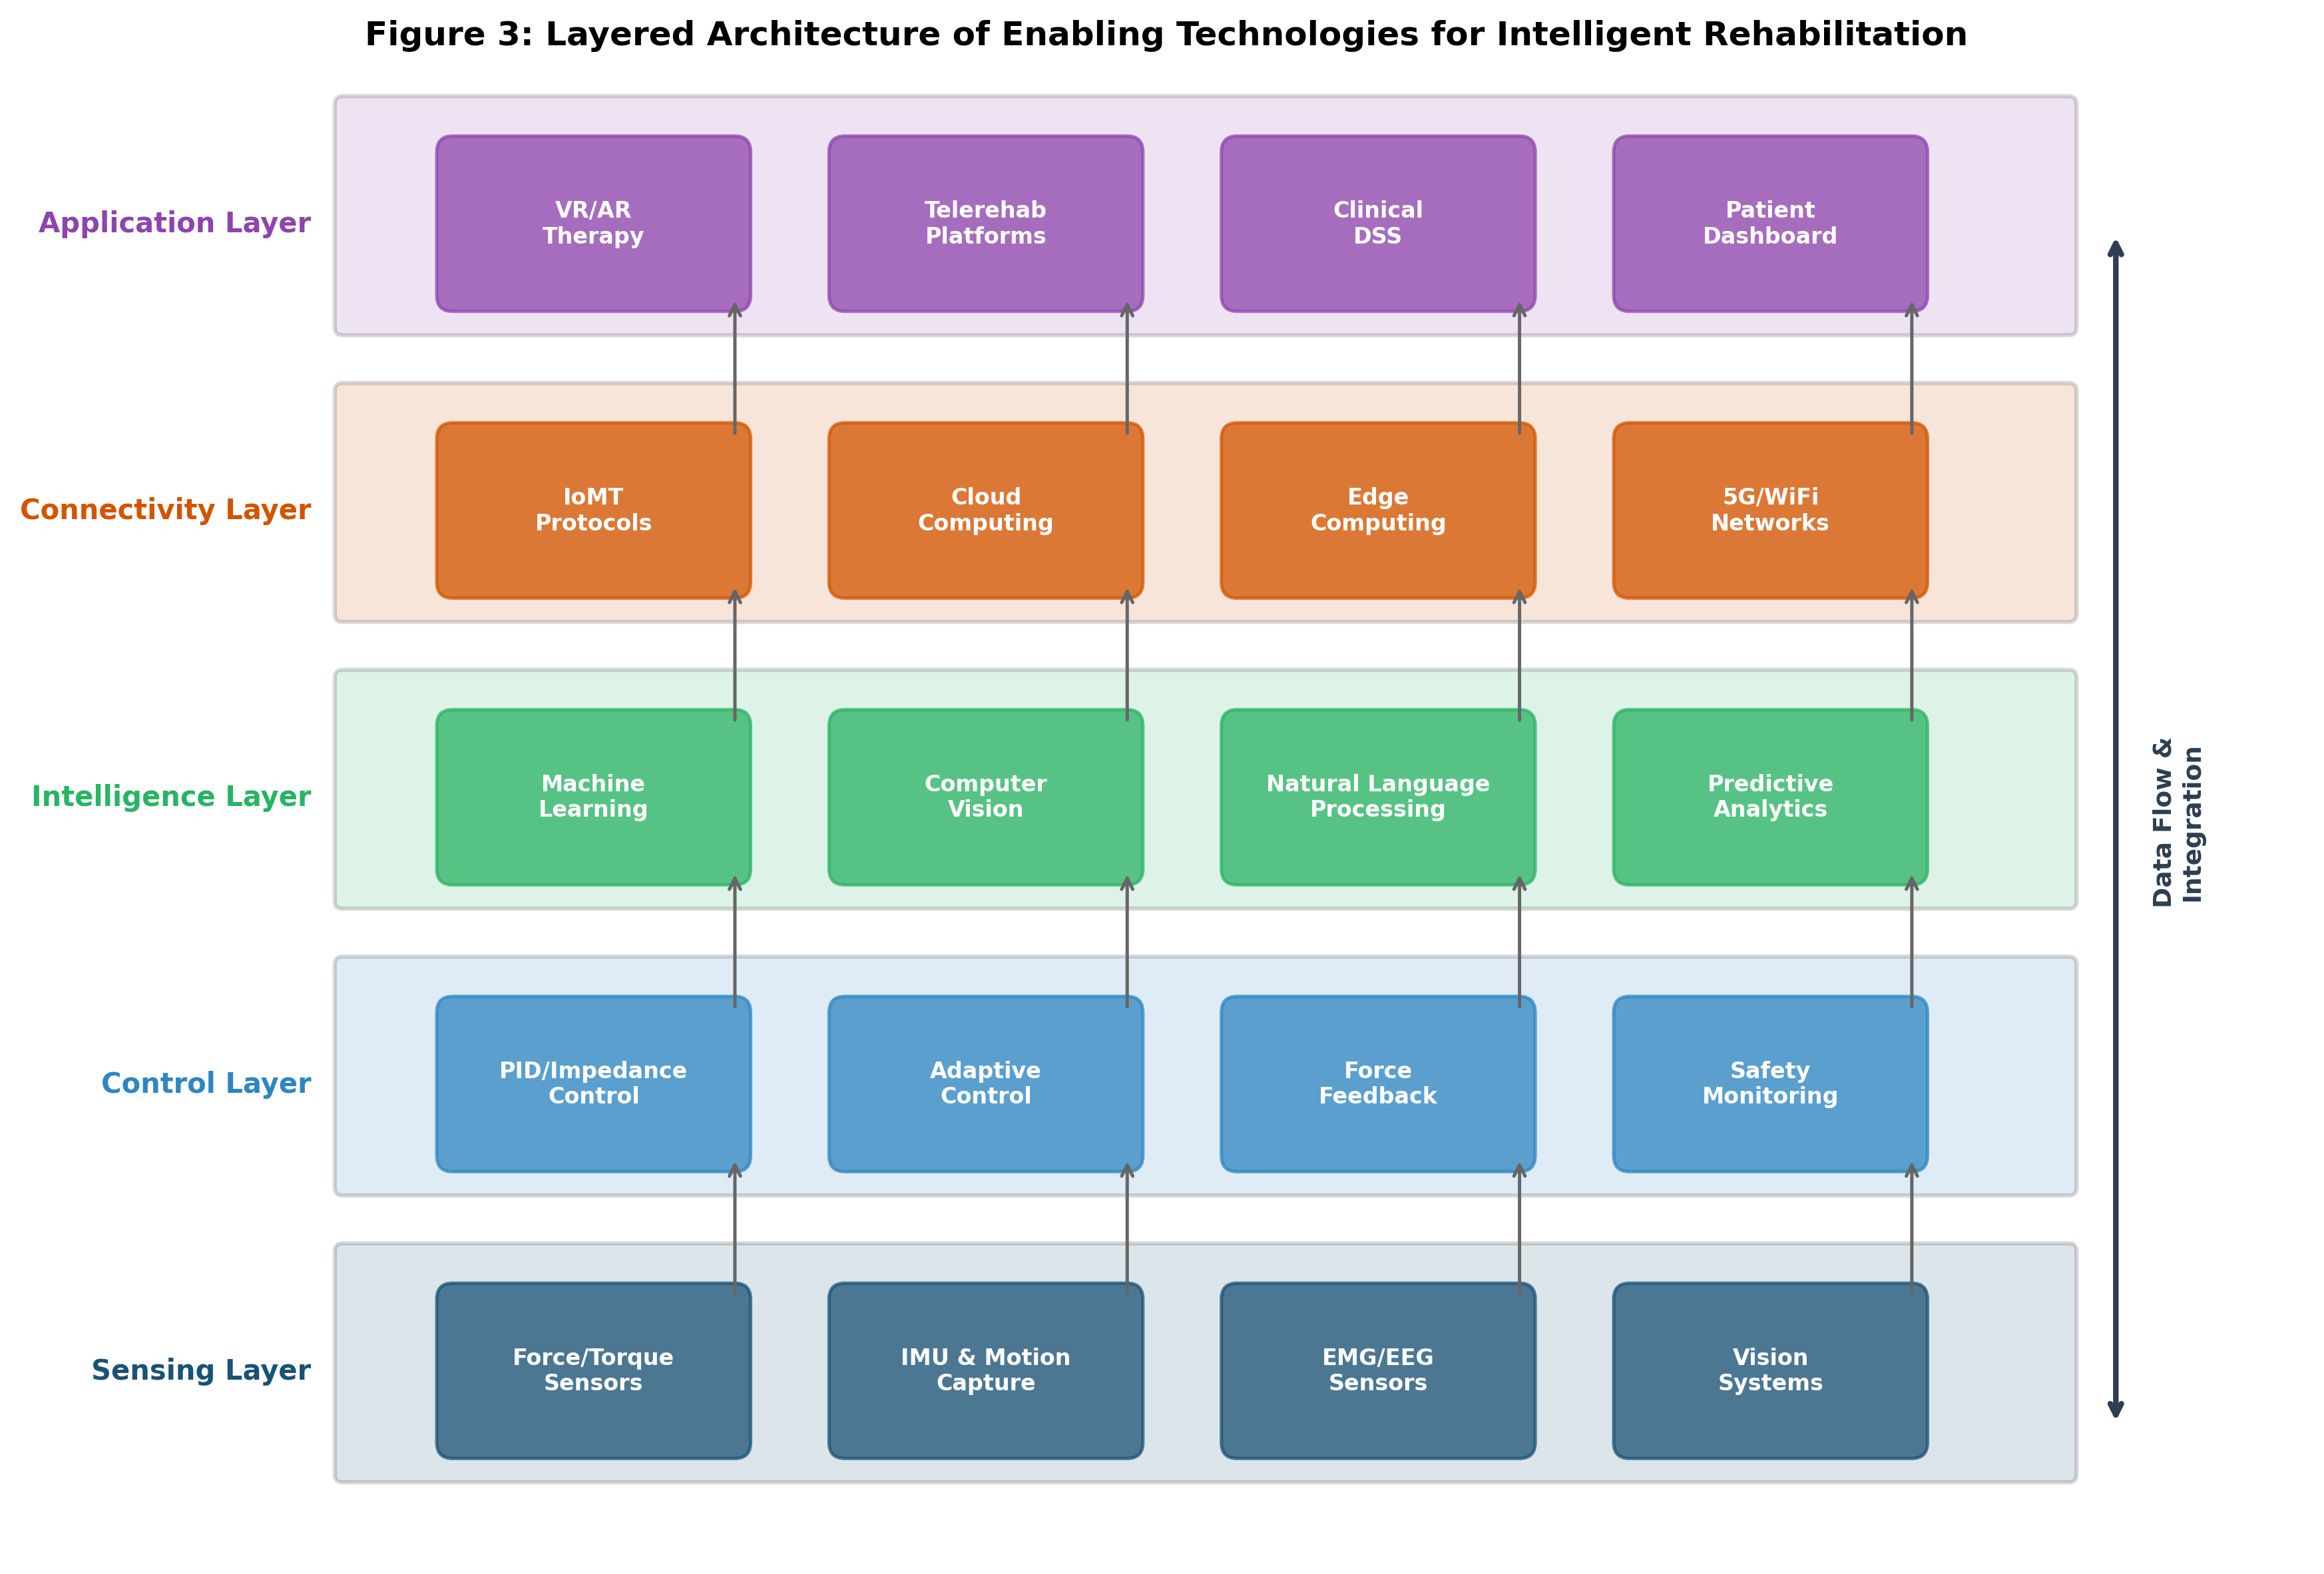 Figure 3: Layered Architecture of Enabling Technologies for Intelligent Rehabilitation
Application Layer
VR/AR
Therapy
Telerehab
Platforms
Clinical
DSS
Patient
Dashboard
Connectivity Layer
IoMT
Protocols
Cloud
Computing
Edge
Computing
5G/WiFi
Networks
Intelligence Layer
Machine
Learning
Computer
Vision
Natural Language
Processing
Predictive
Analytics
Control Layer
PID/Impedance
Control
Adaptive
Control
Force
Feedback
Safety
Monitoring
Sensing Layer
Force/Torque
Sensors
IMU & Motion
Capture
EMG/EEG
Sensors
Vision
Systems
Data Flow &
Integration